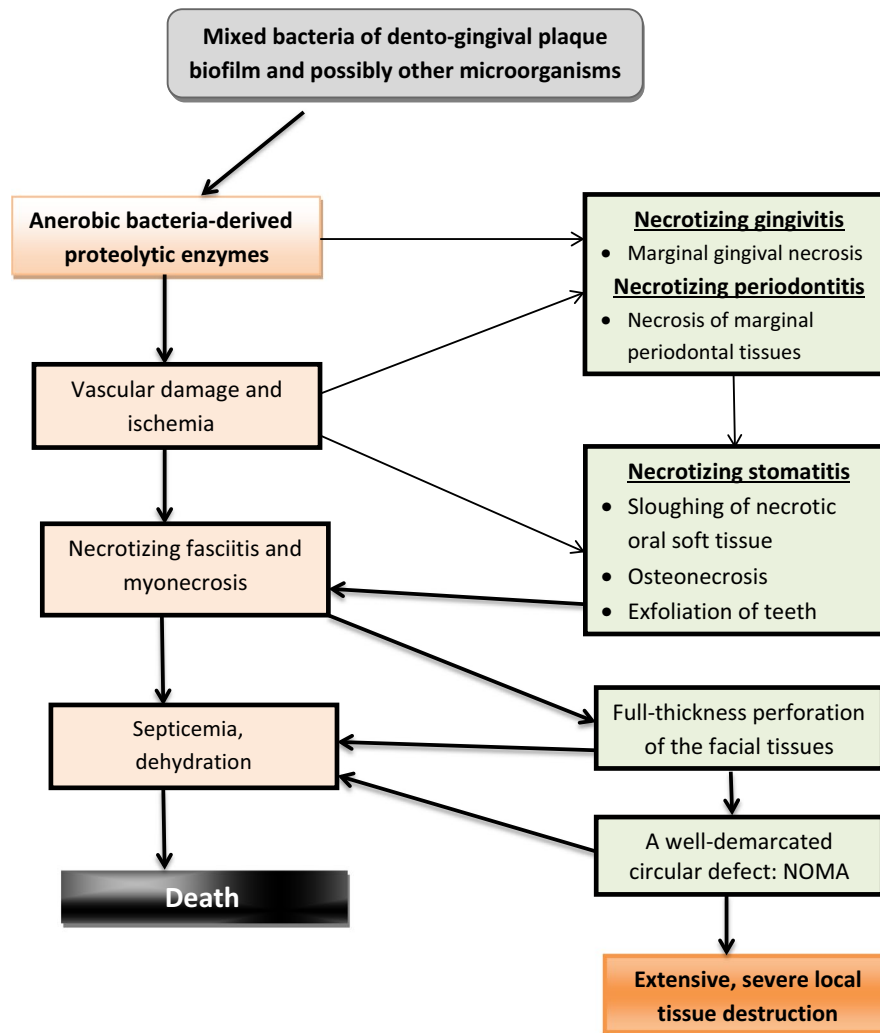 Mixed bacteria of dento-gingival plaque
biofilm and possibly other microorganisms
Anerobic bacteria-derived
proteolytic enzymes
Necrotizing gingivitis
• Marginal gingival necrosis
Necrotizing periodontitis
• Necrosis of marginal
periodontal tissues
Vascular damage and
ischemia
Necrotizing stomatitis
• Sloughing of necrotic
oral soft tissue
• Osteonecrosis
• Exfoliation of teeth
Necrotizing fasciitis and
myonecrosis
Full-thickness perforation
of the facial tissues
Septicemia,
dehydration
A well-demarcated
circular defect: NOMA
Death
Extensive, severe local
tissue destruction